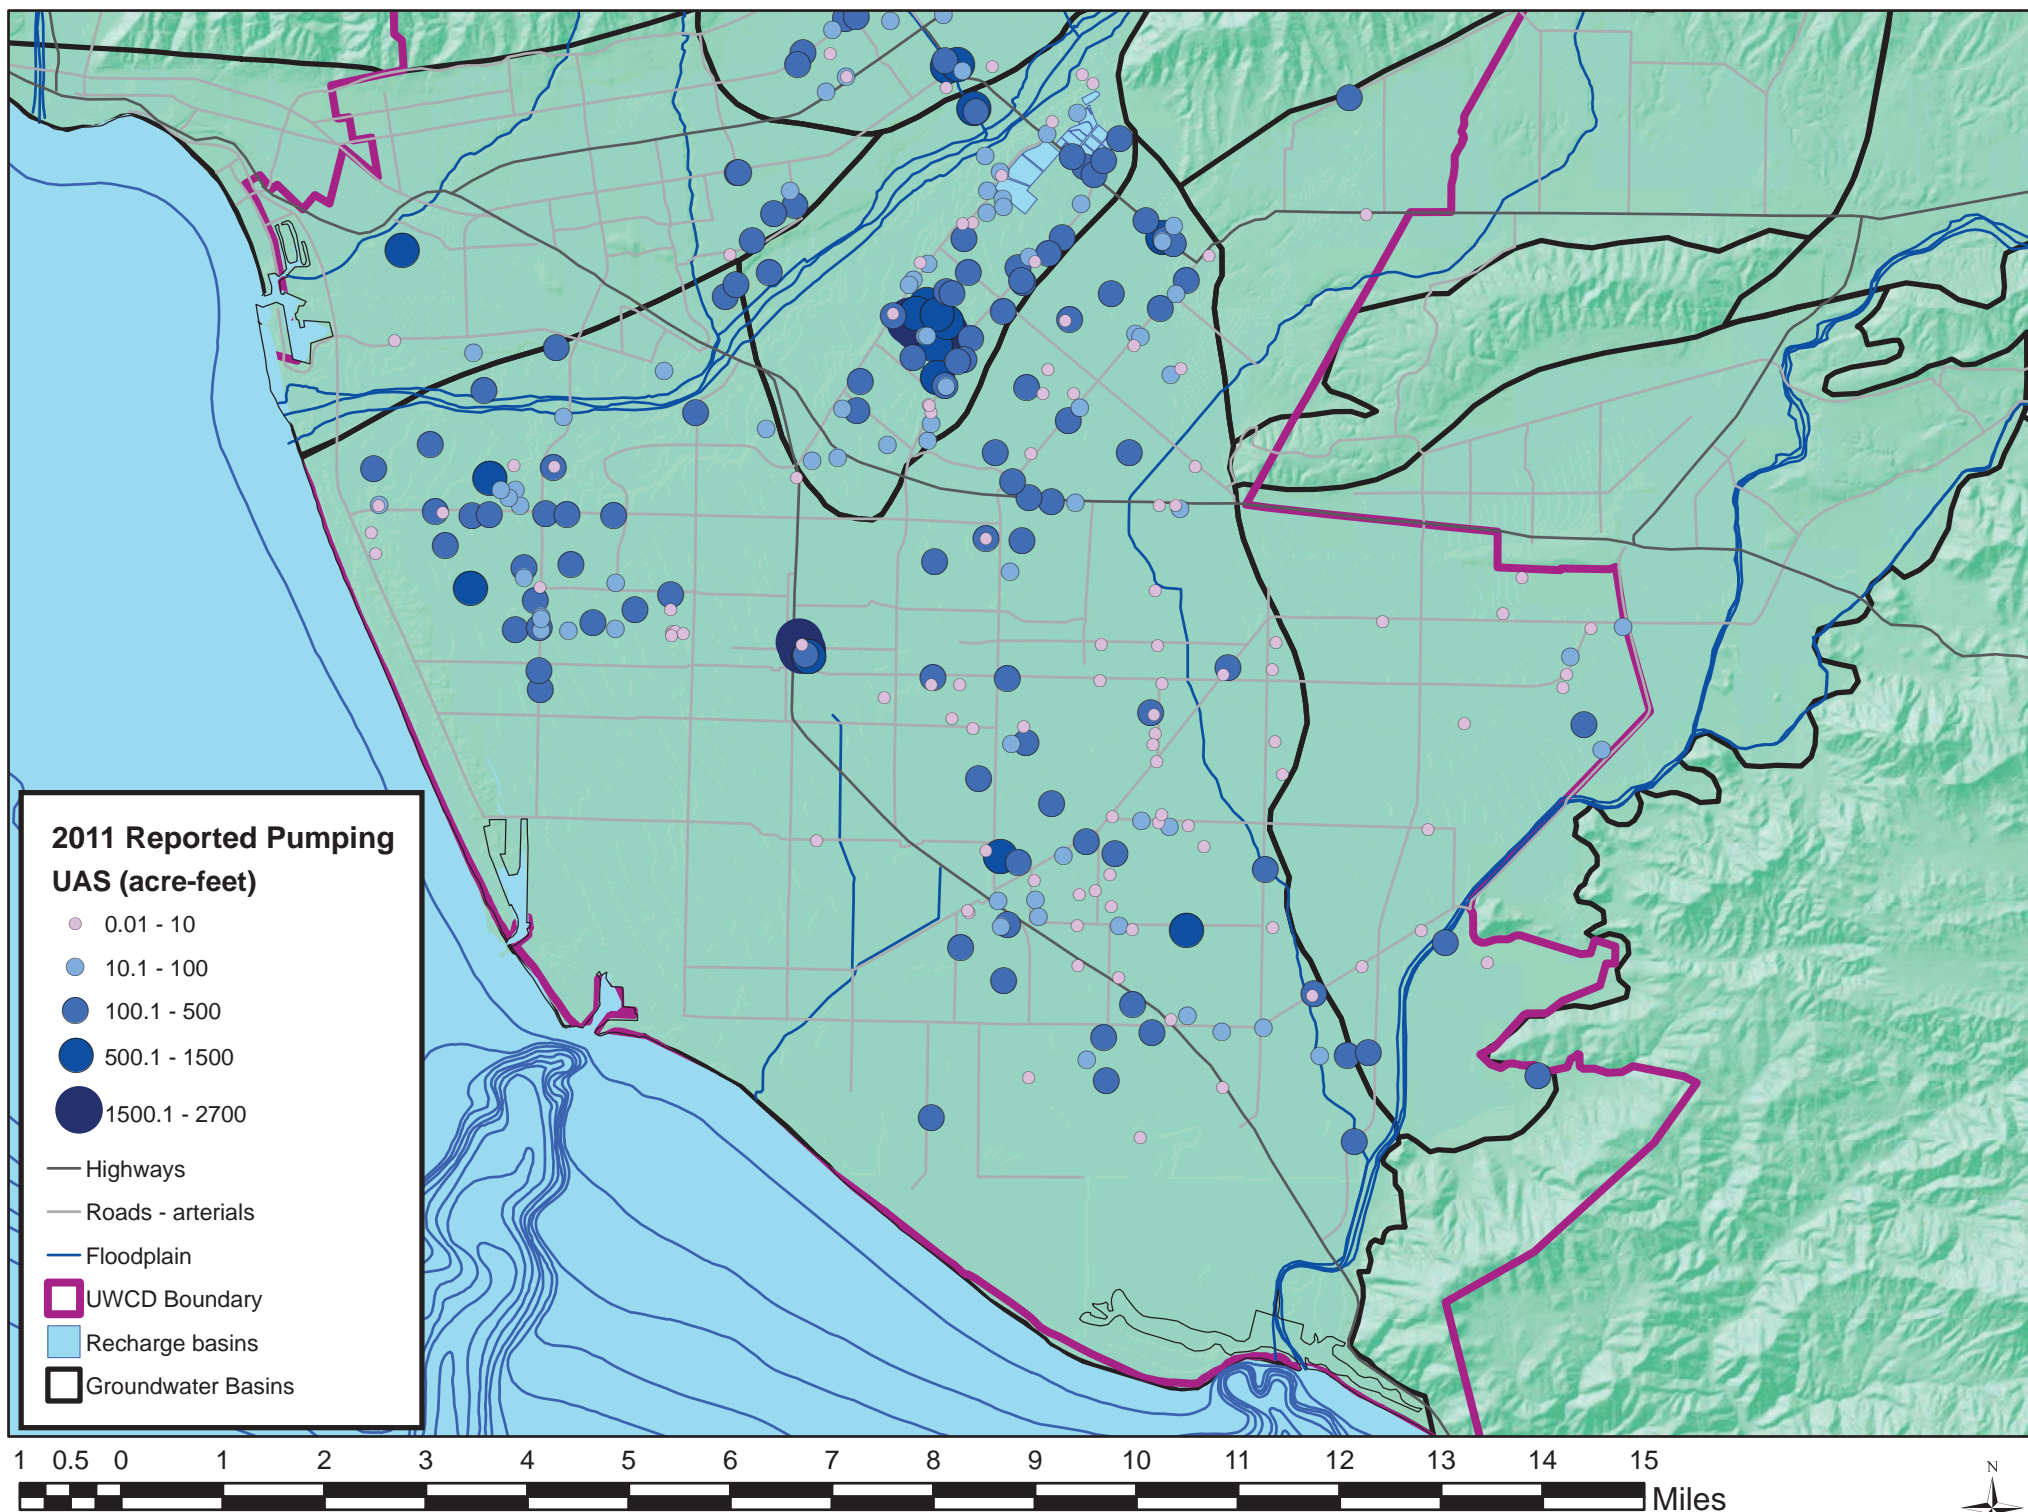 2011 Reported Pumping
UAS (acre-feet)
0.01 - 10
10.1 - 100
100.1 - 500
500.1 - 1500
1500.1 - 2700
Highways
Roads - arterials
Floodplain
UWCD Boundary
Recharge basins
Groundwater Basins
1 0.5 0 1 2 3 4 5 6 7 8 9 10 11 12 13 14 15
Miles
N